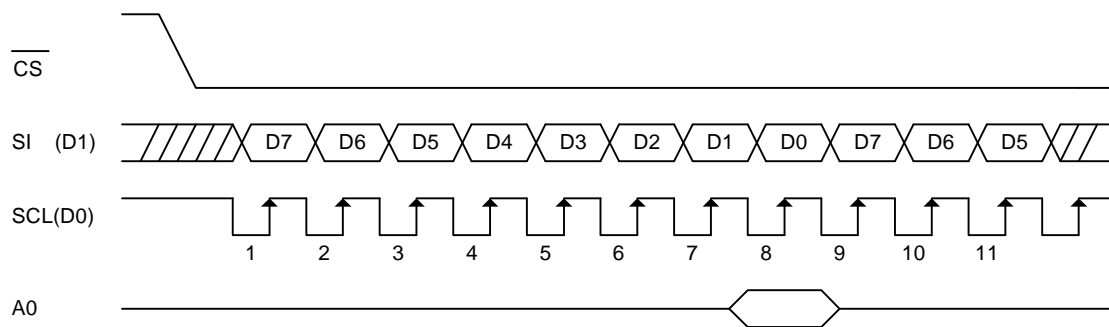 CS
SI (D1) D7 D6 D5 D4 D3 D2 D1 D0 D7 D6 D5
SCL(D0)
1 2 3 4 5 6 7 8 9 10 11
A0